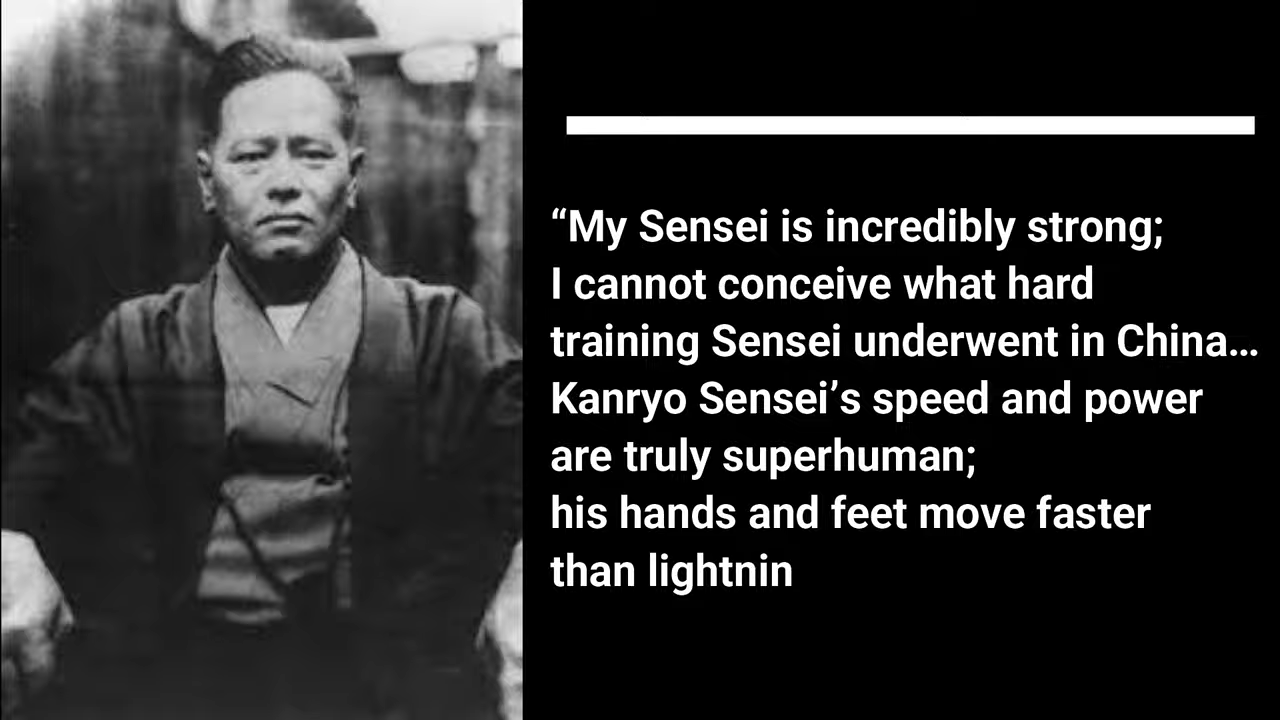 “My Sensei is incredibly strong;
I cannot conceive what hard
training Sensei underwent in China...
Kanryo Sensei’s speed and power
are truly superhuman;
his hands and feet move faster
than lightnin